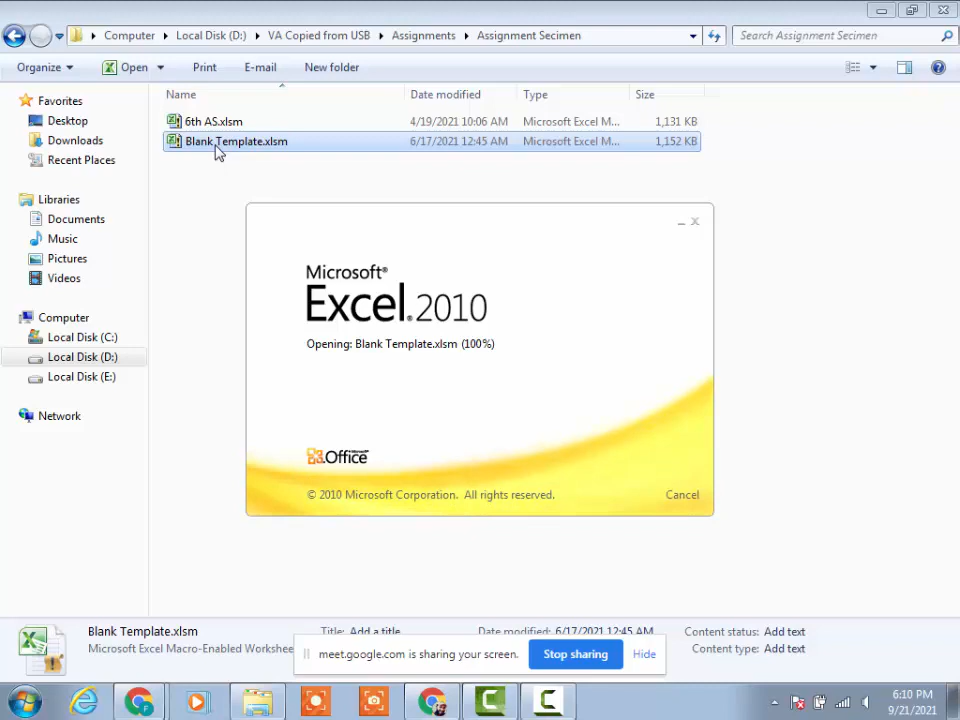 Computer Local Disk (D:) VA Copied from USB Assignments Assignment Secimen
Search Assignment Secimen
Organize Open Print E-mail New folder
Name Date modified Type Size
6th AS.xlsm 4/19/2021 10:06 AM Microsoft Excel M... 1,131 KB
Blank Template.xlsm 6/17/2021 12:45 AM Microsoft Excel M... 1,152 KB
Favorites
Desktop
Downloads
Recent Places
Libraries
Documents
Music
Pictures
Videos
Computer
Local Disk (C:)
Local Disk (D:)
Local Disk (E:)
Network
Microsoft®
Excel® 2010
Opening: Blank Template.xlsm (100%)
Office
© 2010 Microsoft Corporation. All rights reserved.
Cancel
Blank Template.xlsm Title: Add a title Date modified: 6/17/2021 12:45 AM Content status: Add text
Microsoft Excel Macro-Enabled Workshee Content type: Add text
meet.google.com is sharing your screen. Stop sharing Hide
6:10 PM
9/21/2021